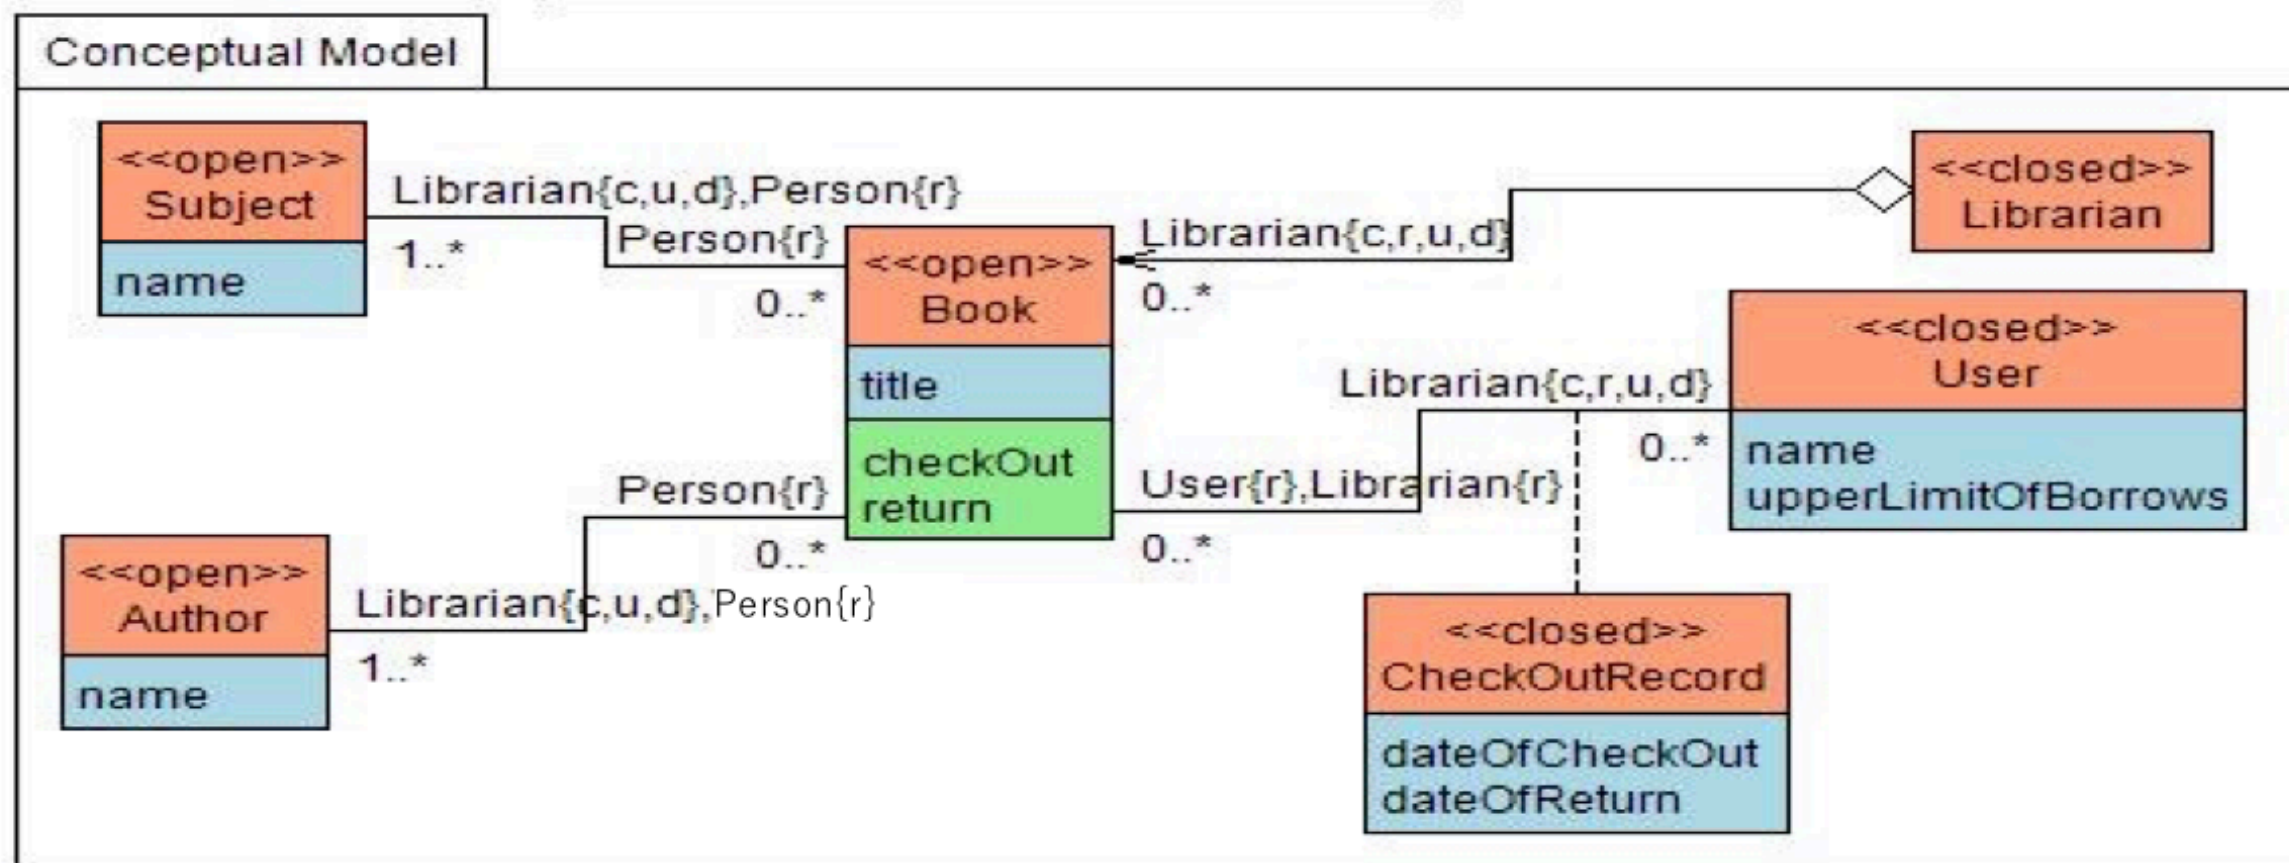 Conceptual Model
<<open>>
Subject
name
Librarian{c,u,d},Person{r}
1..*
Person{r}
0..*
<<open>>
Book
title
checkOut
return
Librarian{c,r,u,d}
0..*
<<closed>>
Librarian
<<closed>>
User
name
upperLimitOfBorrows
Librarian{c,r,u,d}
0..*
User{r},Librarian{r}
0..*
Person{r}
0..*
<<open>>
Author
name
Librarian{c,u,d},Person{r}
1..*
<<closed>>
CheckOutRecord
dateOfCheckOut
dateOfReturn